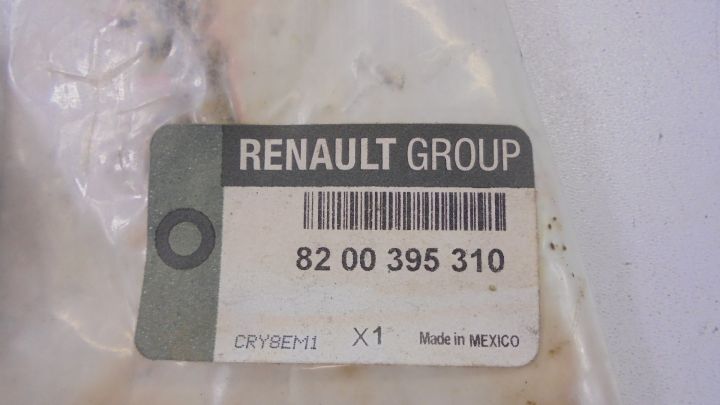 RENAULT GROUP
82 00 395 310
CRY8EM1 X1 Made in MEXICO